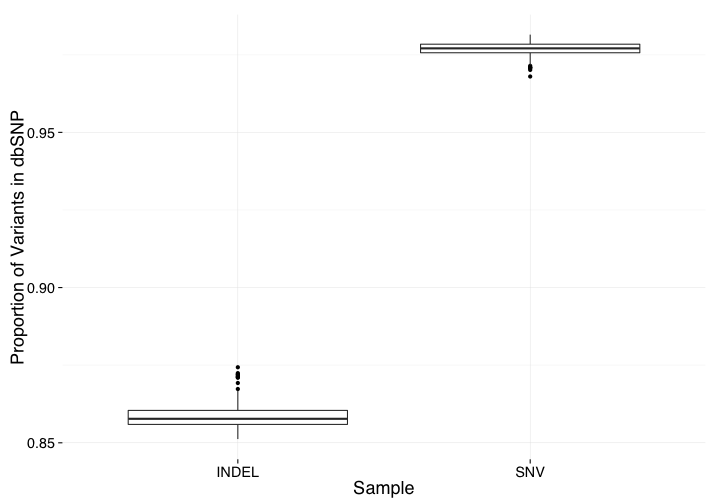 Proportion of Variants in dbSNP
0.95
0.90
0.85
INDEL
SNV
Sample